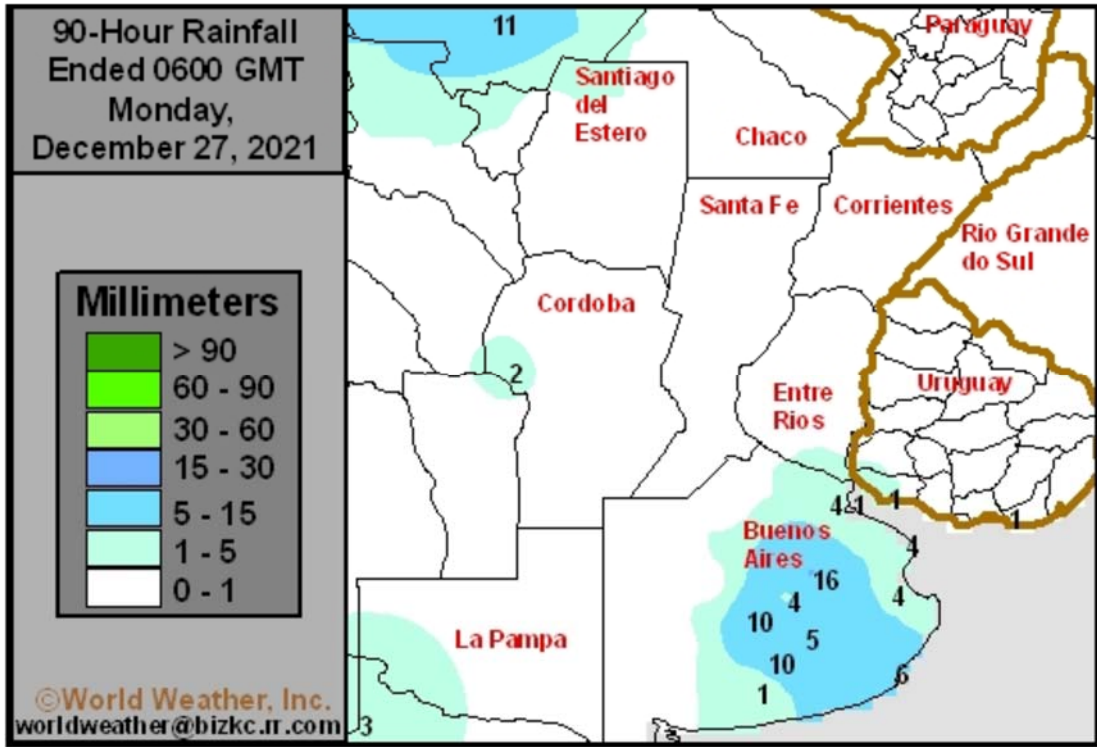 90-Hour Rainfall
Ended 0600 GMT
Monday,
December 27, 2021
Millimeters
> 90
60 - 90
30 - 60
15 - 30
5 - 15
1 - 5
0 - 1
©World Weather, Inc.
worldweather@bizkc.rr.com
11
Paraguay
Santiago
del
Estero
Chaco
Santa Fe
Corrientes
Rio Grande
do Sul
Cordoba
2
Uruguay
Entre
Rios
4
1
1
1
Buenos
Aires
4
16
4
4
10
5
La Pampa
10
6
1
3